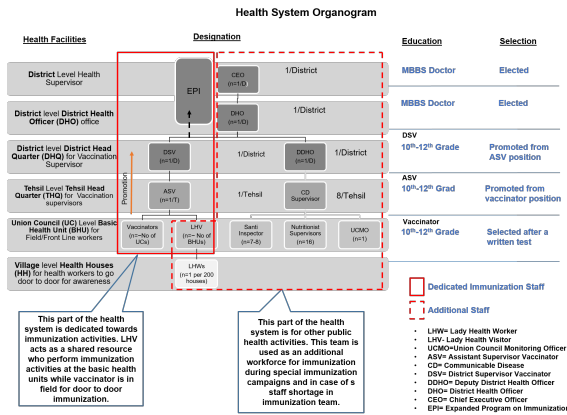 Health System Organogram
Health Facilities
Designation
Education
Selection
District Level Health
Supervisor
EPI
CEO
(n=1/D)
1/District
MBBS Doctor
Elected
District level District Health
Officer (DHO) office
DHO
(n=1/D)
1/District
MBBS Doctor
Elected
District level District Head
Quarter (DHQ) for Vaccination
Supervisor
DSV
(n=1/D)
1/District
DDHO
(n=1/D)
1/District
DSV
10th-12th Grade
Promoted from
ASV position
Promotion
Tehsil Level Tehsil Head
Quarter (THQ) for Vaccination
supervisors
ASV
(n=1/T)
1/Tehsil
CD
Supervisor
8/Tehsil
ASV
10th-12th Grad
Promoted from
vaccinator position
Union Council (UC) Level Basic
Health Unit (BHU) for
Field/Front Line workers
Vaccinators
(n=~No of
UCs)
LHV
(n=~ No of
BHUs)
Santi
Inspector
(n=7-8)
Nutritionist
Supervisors
(n=16)
UCMO
(n=1)
Vaccinator
10th-12th Grade
Selected after a
written test
Village level Health Houses
(HH) for health workers to go
door to door for awareness
LHWs
(n=1 per 200
houses)
Dedicated Immunization Staff
Additional Staff
This part of the health
system is dedicated towards
immunization activities. LHV
acts as a shared resource
who perform immunization
activities at the basic health
units while vaccinator is in
field for door to door
immunization.
This part of the health
system is for other public
health activities. This team is
used as an additional
workforce for immunization
during special immunization
campaigns and in case of s
staff shortage in
immunization team.
• LHW= Lady Health Worker
• LHV- Lady Health Visitor
• UCMO=Union Council Monitoring Officer
• ASV= Assistant Supervisor Vaccinator
• CD= Communicable Disease
• DSV= District Supervisor Vaccinator
• DDHO= Deputy District Health Officer
• DHO= District Health Officer
• CEO= Chief Executive Officer
• EPI= Expanded Program on Immunization